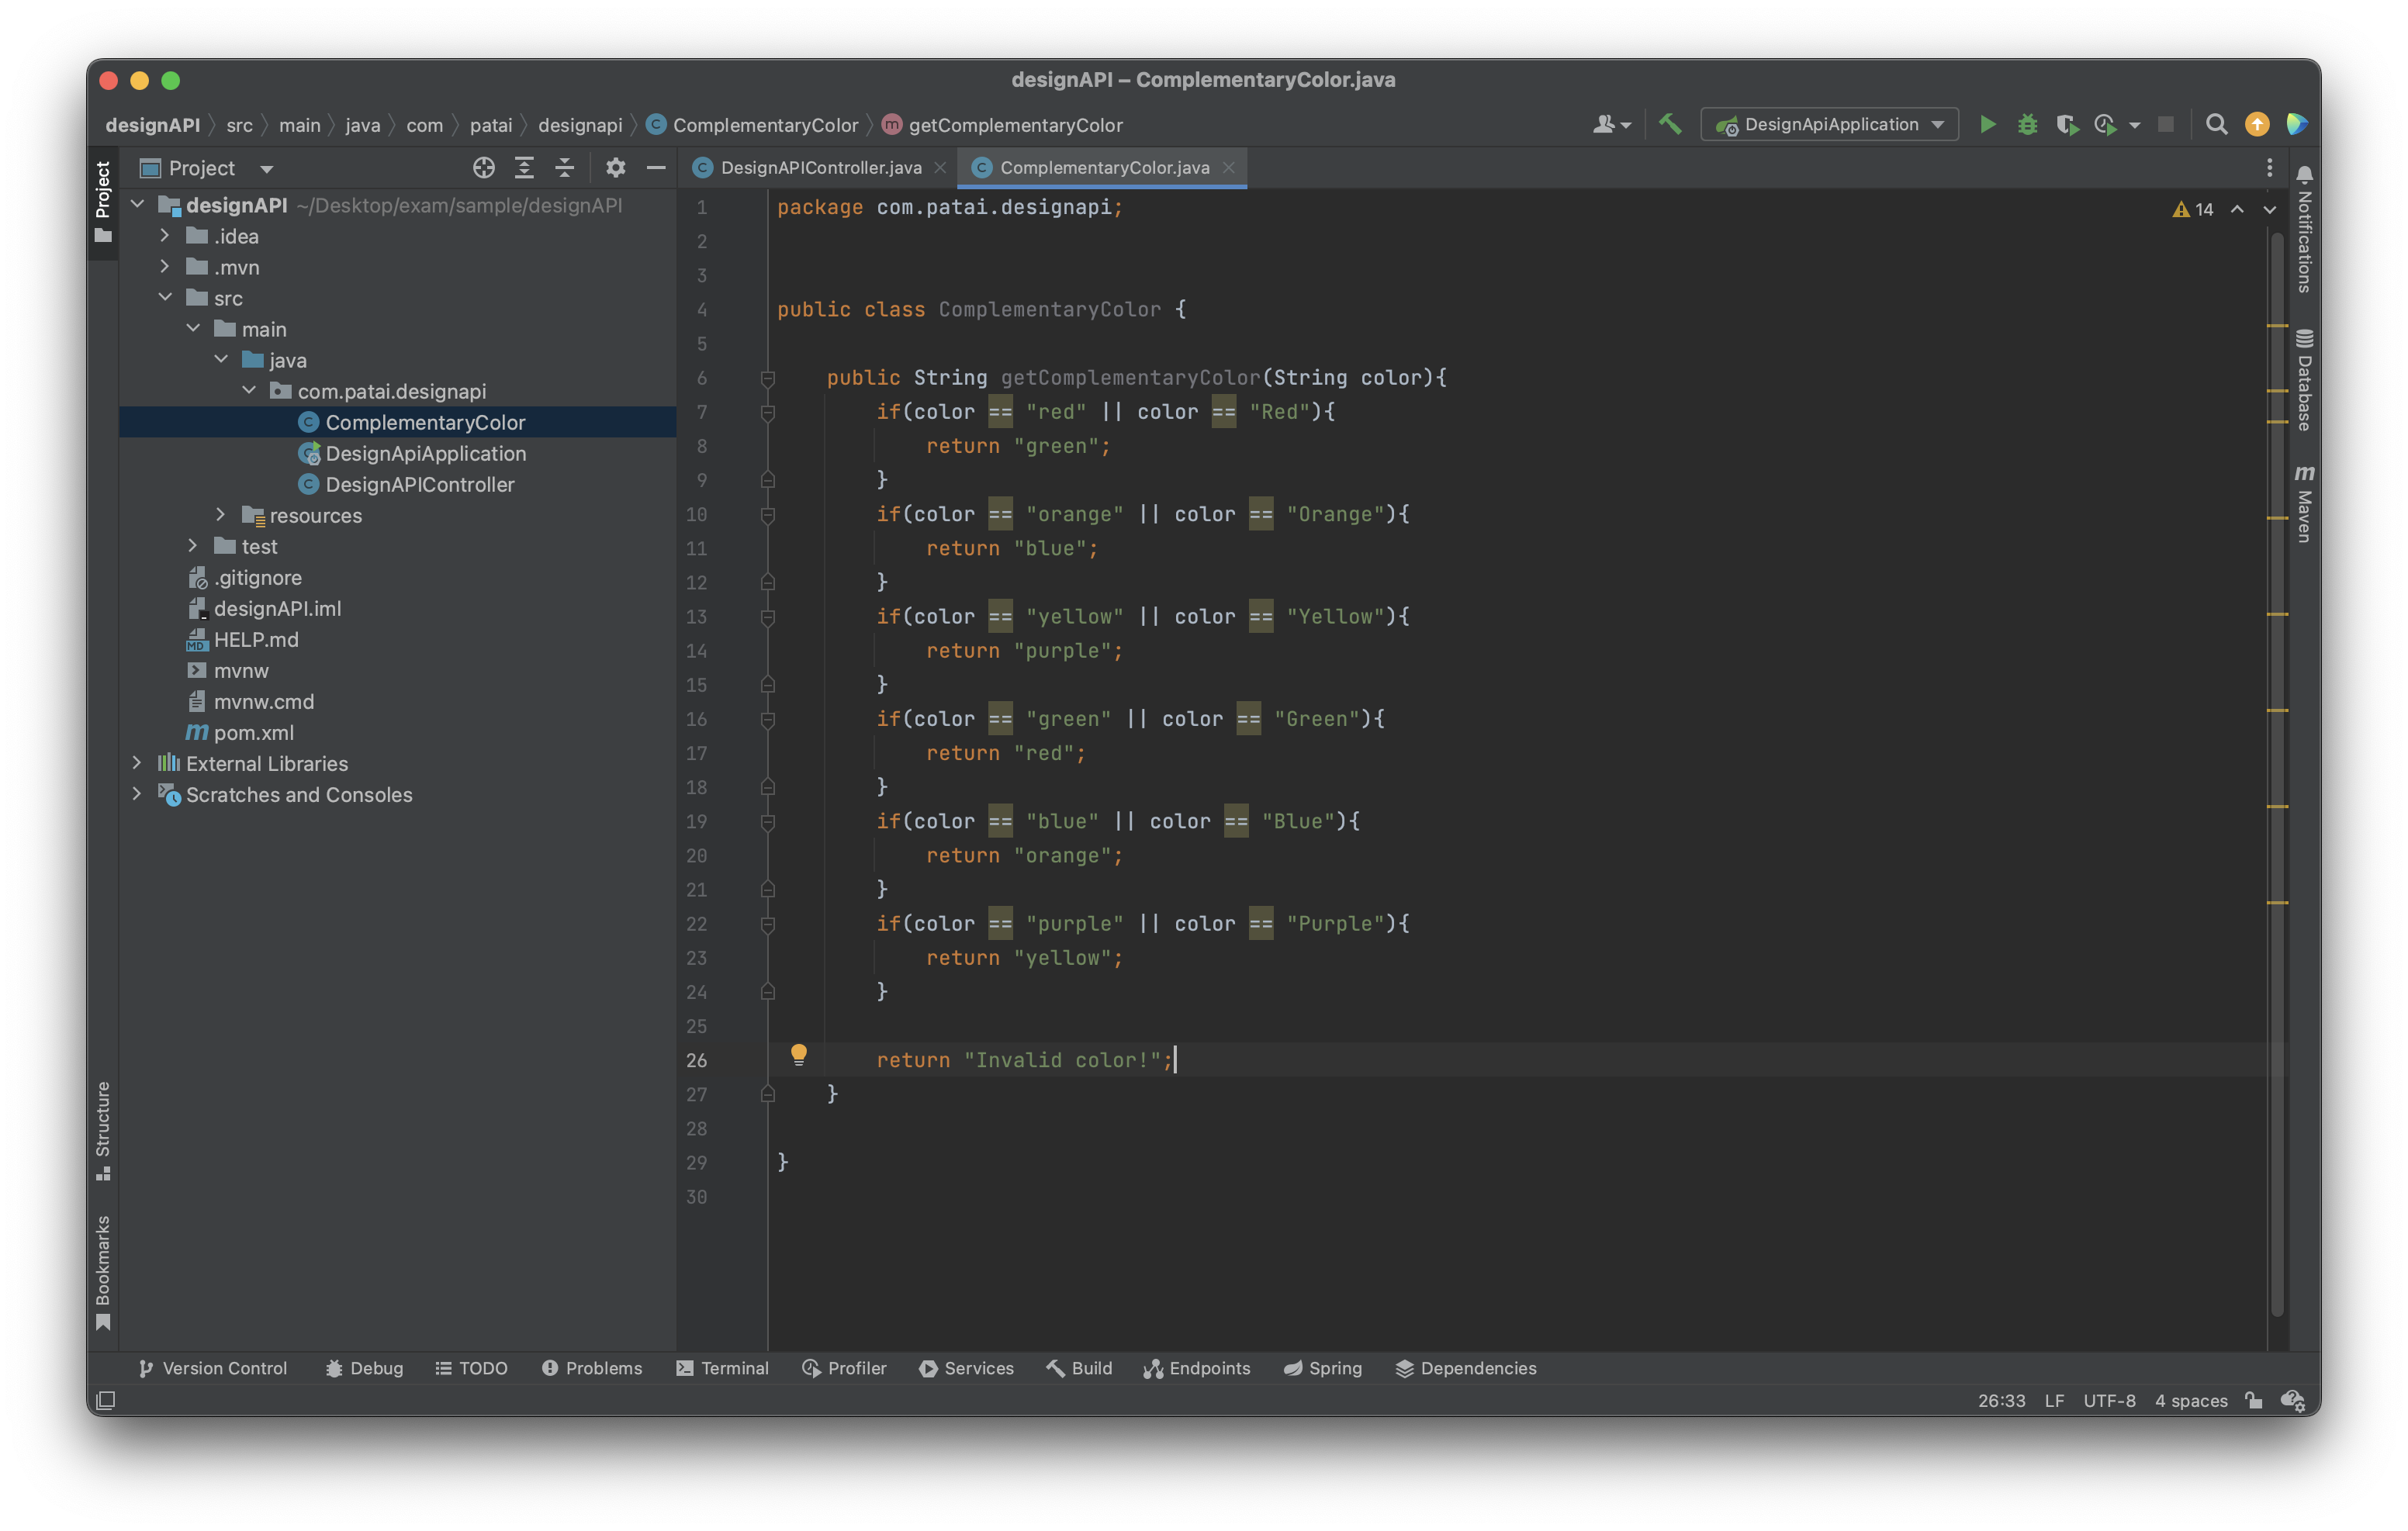 designAPI – ComplementaryColor.java
designAPI src main java com patai designapi ComplementaryColor getComplementaryColor
DesignApiApplication
Project
Project
DesignAPIController.java
ComplementaryColor.java
designAPI ~/Desktop/exam/sample/designAPI
.idea
.mvn
src
main
java
com.patai.designapi
ComplementaryColor
DesignApiApplication
DesignAPIController
resources
test
.gitignore
designAPI.iml
HELP.md
mvnw
mvnw.cmd
pom.xml
External Libraries
Scratches and Consoles
Structure
Bookmarks
1 package com.patai.designapi;
2
3
4 public class ComplementaryColor {
5
6 public String getComplementaryColor(String color){
7 if(color == "red" || color == "Red"){
8 return "green";
9 }
10 if(color == "orange" || color == "Orange"){
11 return "blue";
12 }
13 if(color == "yellow" || color == "Yellow"){
14 return "purple";
15 }
16 if(color == "green" || color == "Green"){
17 return "red";
18 }
19 if(color == "blue" || color == "Blue"){
20 return "orange";
21 }
22 if(color == "purple" || color == "Purple"){
23 return "yellow";
24 }
25
26 return "Invalid color!";
27 }
28
29 }
30
14
Notifications
Database
m Maven
Version Control Debug TODO Problems Terminal Profiler Services Build Endpoints Spring Dependencies
26:33 LF UTF-8 4 spaces